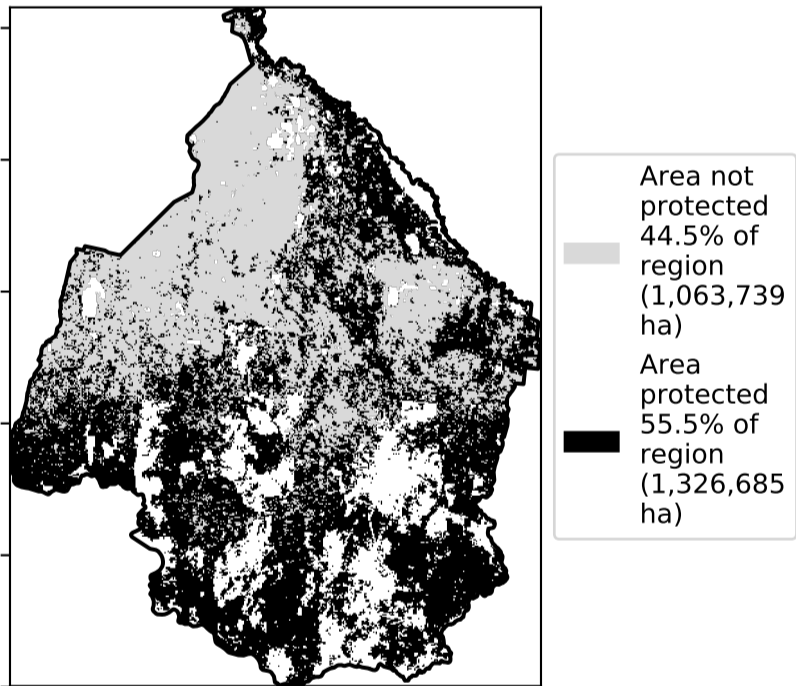 Area not
protected
44.5% of
region
(1,063,739
ha)
Area
protected
55.5% of
region
(1,326,685
ha)